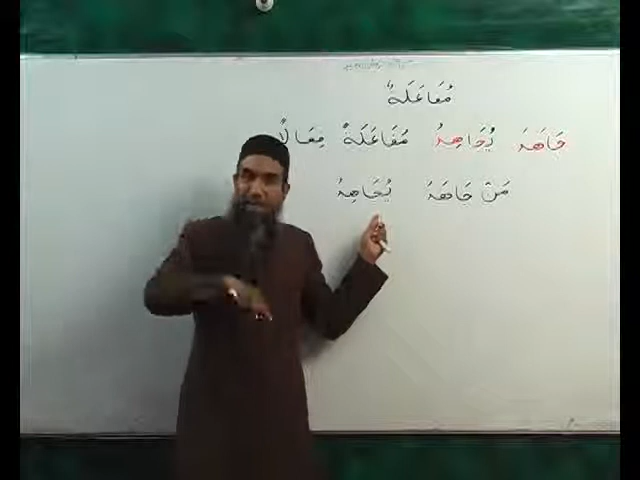 مُفَاعَلَةٌ
جَاهَدَ يُجَاهِدُ مُفَاعَلَةً فِعَالًا
مَنْ جَاهَدَ يُجَاهِدُ